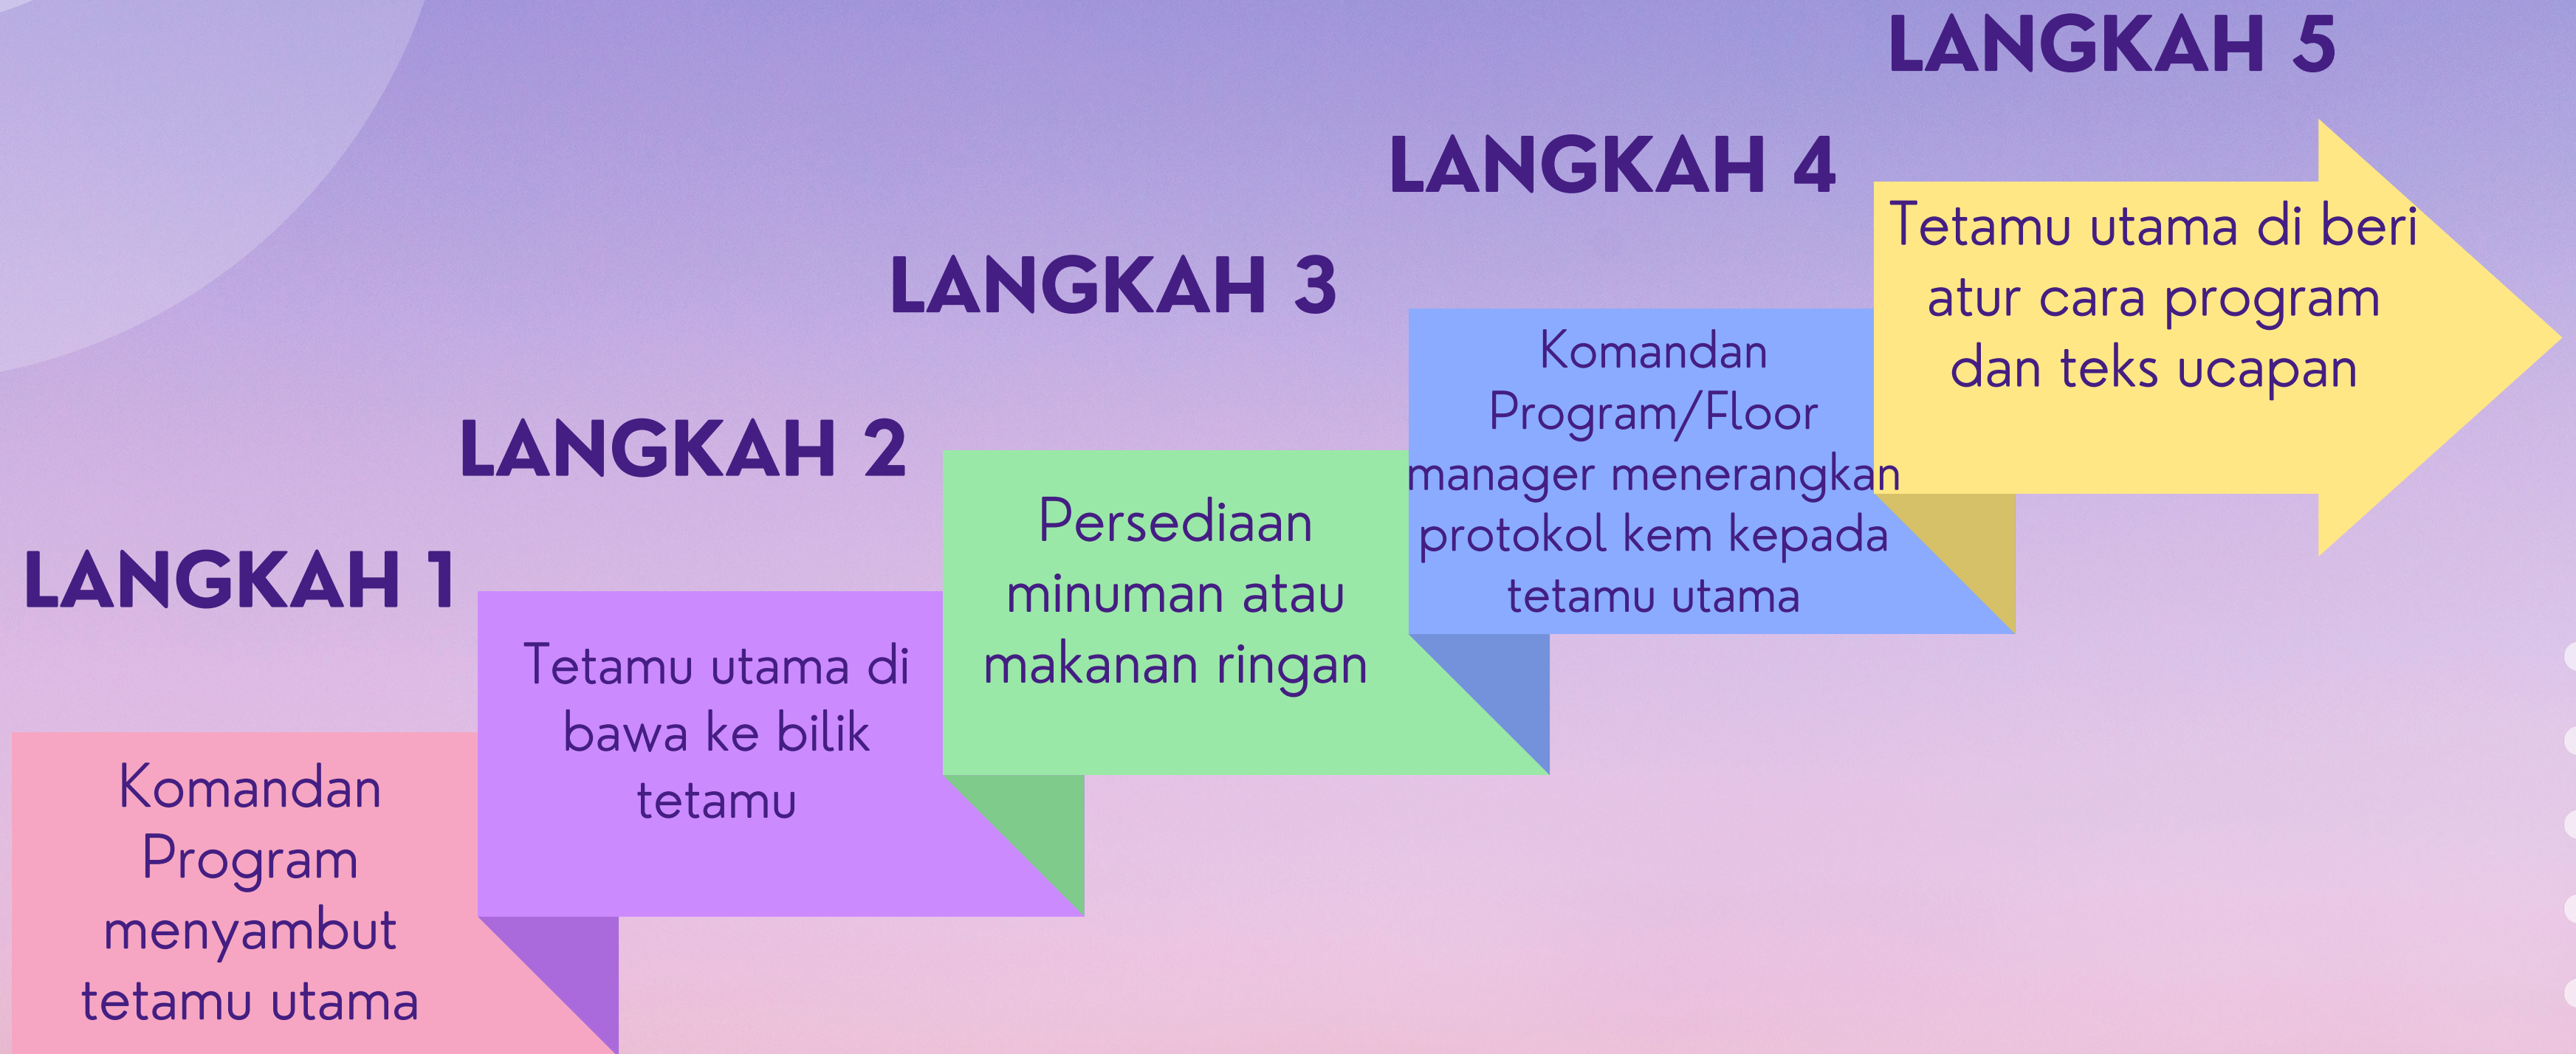 LANGKAH 1
Komandan
Program
menyambut
tetamu utama
LANGKAH 2
Tetamu utama di
bawa ke bilik
tetamu
LANGKAH 3
Persediaan
minuman atau
makanan ringan
LANGKAH 4
Komandan
Program/Floor
manager menerangkan
protokol kem kepada
tetamu utama
LANGKAH 5
Tetamu utama di beri
atur cara program
dan teks ucapan